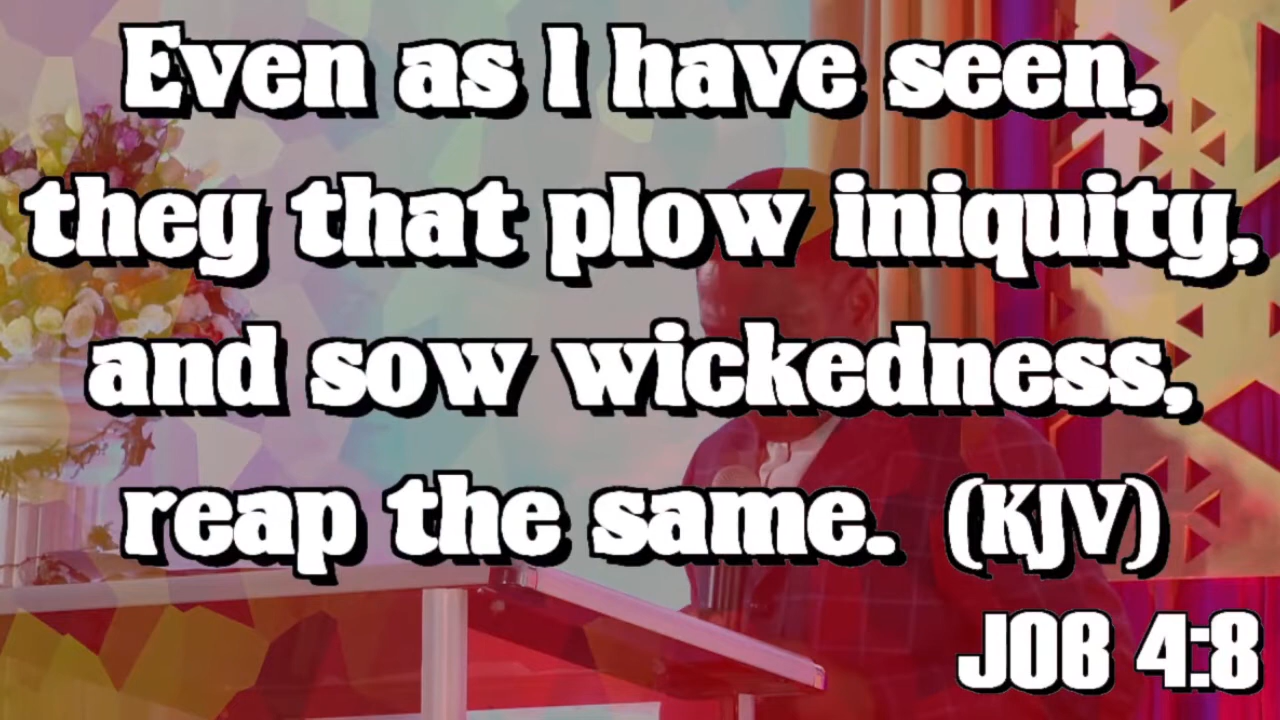 Even as I have seen,
they that plow iniquity,
and sow wickedness,
reap the same. (KJV)
JOB 4:8